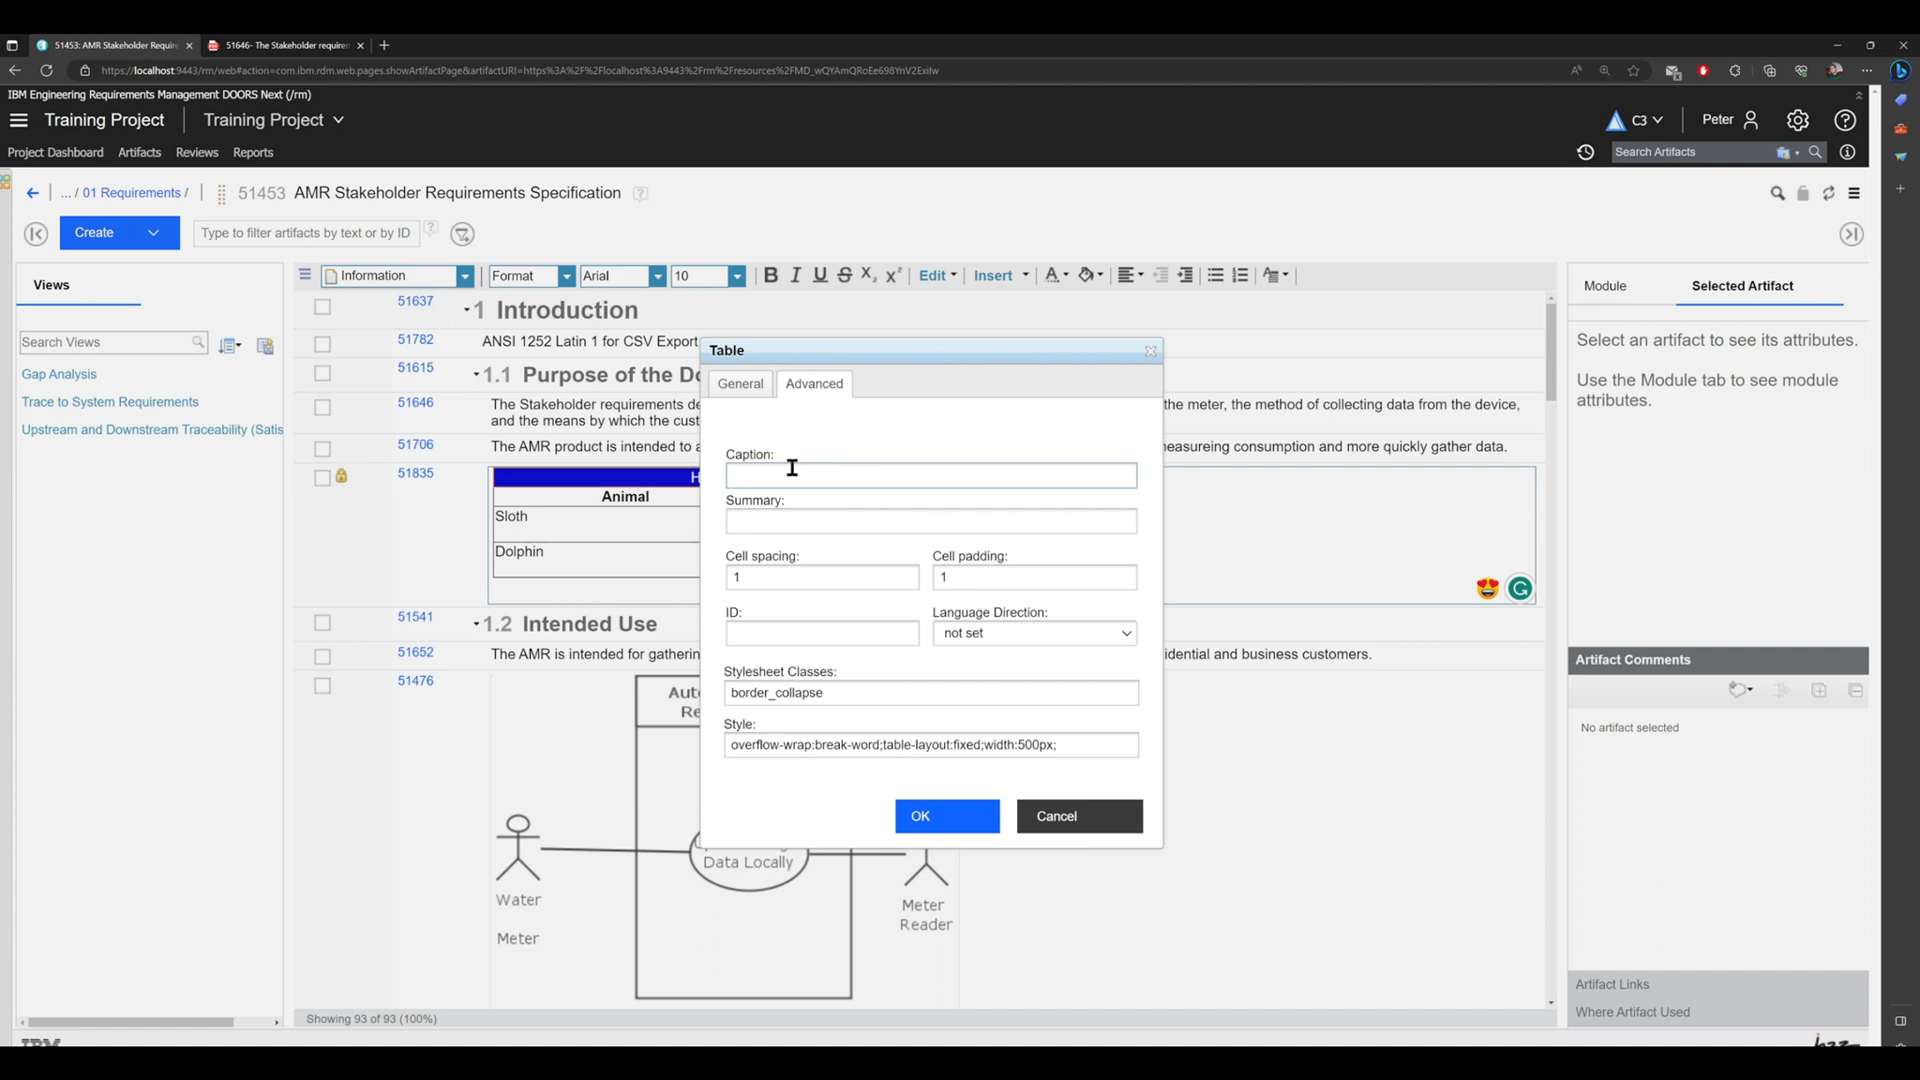 51453: AMR Stakeholder Require
51646- The Stakeholder requirem
https://localhost:9443/rm/web#action=com.ibm.rdm.web.pages.showArtifactPage&artifactURI=https%3A%2F%2Flocalhost%3A9443%2Frm%2Fresources%2FMD_wQYAmQRoEe698YnV2Exilw
IBM Engineering Requirements Management DOORS Next (/rm)
Training Project
Training Project
C3
Peter
Project Dashboard
Artifacts
Reviews
Reports
Search Artifacts
... / 01 Requirements /
51453 AMR Stakeholder Requirements Specification
Create
Type to filter artifacts by text or by ID
Views
Information
Format
Arial
10
B I U S X, X²
Edit
Insert
Module
Selected Artifact
Search Views
Gap Analysis
Trace to System Requirements
Upstream and Downstream Traceability (Satis
51637
1 Introduction
51782
ANSI 1252 Latin 1 for CSV Export
51615
1.1 Purpose of the Do
51646
The Stakeholder requirements de
the meter, the method of collecting data from the device,
and the means by which the cust
51706
The AMR product is intended to a
easureing consumption and more quickly gather data.
51835
H
Animal
Sloth
Dolphin
51541
1.2 Intended Use
51652
The AMR is intended for gatherin
idential and business customers.
51476
Auto
Re
Data Locally
Water
Meter
Meter
Reader
Table
General
Advanced
Caption:
Summary:
Cell spacing:
Cell padding:
1
1
ID:
Language Direction:
not set
Stylesheet Classes:
border_collapse
Style:
overflow-wrap:break-word;table-layout:fixed;width:500px;
OK
Cancel
Select an artifact to see its attributes.
Use the Module tab to see module
attributes.
Artifact Comments
No artifact selected
Artifact Links
Where Artifact Used
Showing 93 of 93 (100%)
IBM